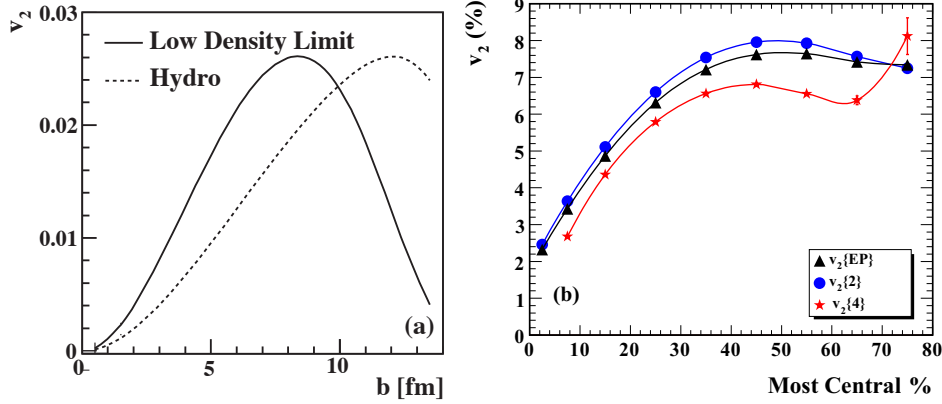 v₂
0.03
0.02
0.01
0
Low Density Limit
Hydro
(a)
0
5
10
b [fm]
v₂ (%)
9
8
7
6
5
4
3
2
1
0
v₂{EP}
v₂{2}
v₂{4}
(b)
0 10 20 30 40 50 60 70 80
Most Central %